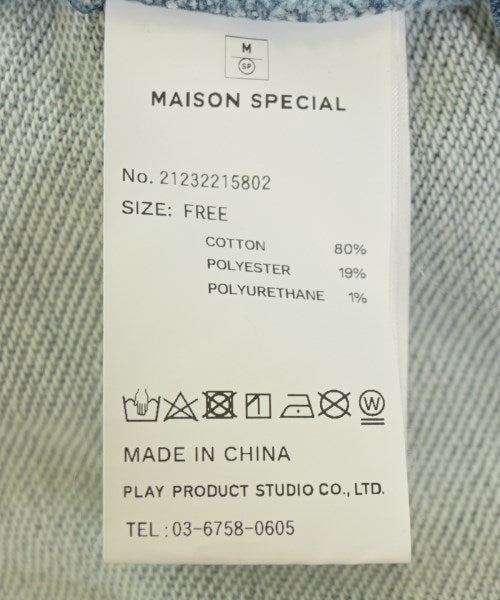 M
SP
MAISON SPECIAL
No. 21232215802
SIZE: FREE
COTTON 80%
POLYESTER 19%
POLYURETHANE 1%
W
MADE IN CHINA
PLAY PRODUCT STUDIO CO., LTD.
TEL : 03-6758-0605